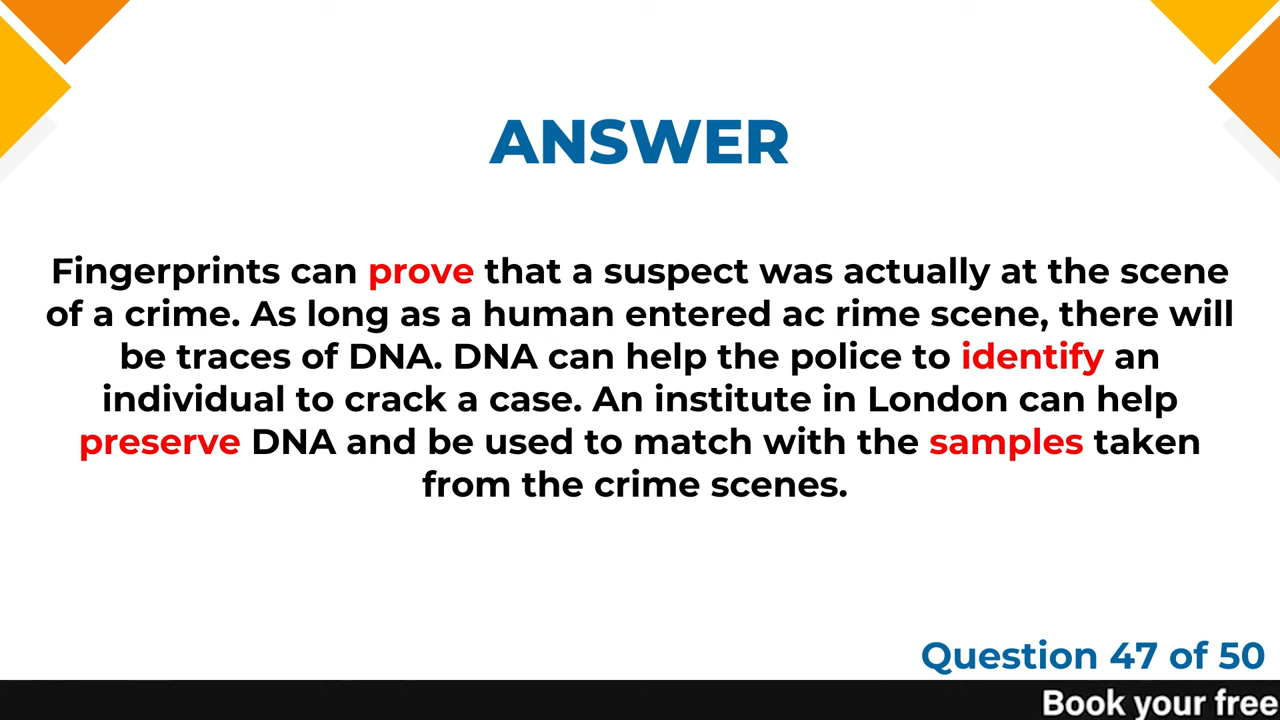 ANSWER
Fingerprints can prove that a suspect was actually at the scene
of a crime. As long as a human entered ac rime scene, there will
be traces of DNA. DNA can help the police to identify an
individual to crack a case. An institute in London can help
preserve DNA and be used to match with the samples taken
from the crime scenes.
Question 47 of 50
Book your free